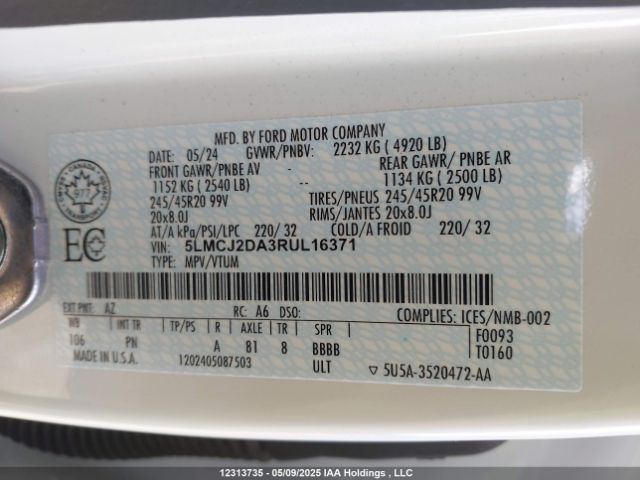 MFD. BY FORD MOTOR COMPANY
DATE: 05/24 GVWR/PNBV: 2232 KG ( 4920 LB)
FRONT GAWR/PNBE AV -- REAR GAWR/ PNBE AR
1152 KG ( 2540 LB) -- 1134 KG ( 2500 LB)
245/45R20 99V TIRES/PNEUS 245/45R20 99V
20x8.0J RIMS/JANTES 20x8.0J
AT/A kPa/PSI/LPC 220/ 32 COLD/A FROID 220/ 32
VIN: 5LMCJ2DA3RUL16371
TYPE: MPV/VTUM
CANADA
TRANSPORT
EC
EXT PNT: AZ RC: A6 DSO: COMPLIES: ICES/NMB-002
WB INT TR TP/PS R AXLE TR SPR F0093
106 PN A 81 8 BBBB T0160
MADE IN U.S.A. 1202405087503 ULT ▽ 5U5A-3520472-AA
12313735 - 05/09/2025 IAA Holdings , LLC